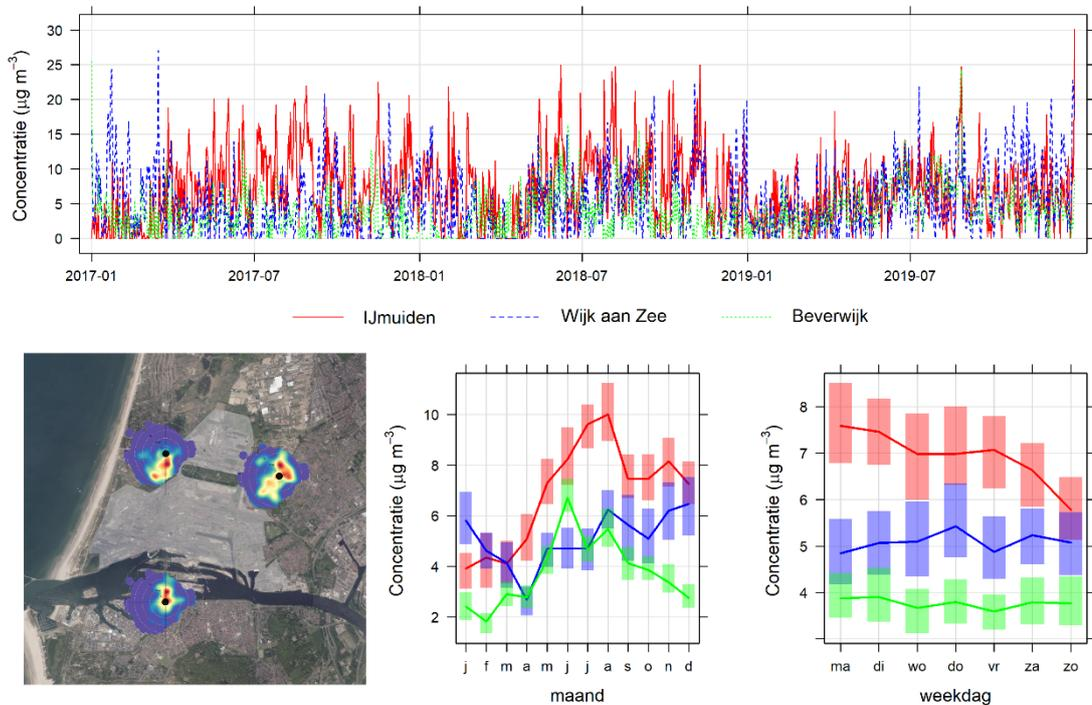 Concentratie (µg m⁻³)
30
25
20
15
10
5
0
2017-01 2017-07 2018-01 2018-07 2019-01 2019-07
IJmuiden Wijk aan Zee Beverwijk
Concentratie (µg m⁻³)
10
8
6
4
2
j f m a m j j a s o n d
maand
Concentratie (µg m⁻³)
8
7
6
5
4
ma di wo do vr za zo
weekdag